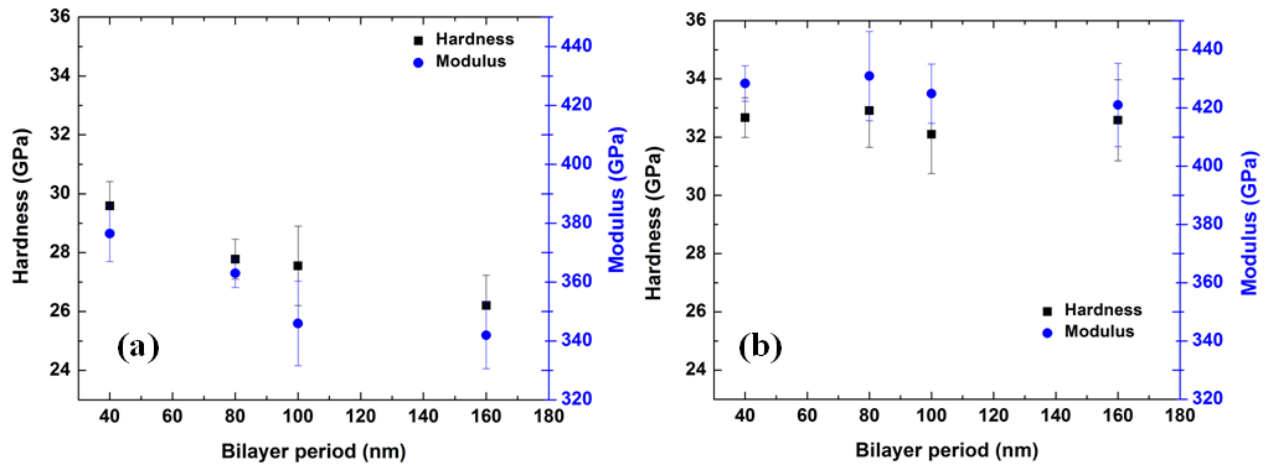 36
34
32
30
28
26
24
Hardness (GPa)
Hardness
Modulus
(a)
440
420
400
380
360
340
320
Modulus (GPa)
40 60 80 100 120 140 160 180
Bilayer period (nm)
36
34
32
30
28
26
24
Hardness (GPa)
Hardness
Modulus
(b)
440
420
400
380
360
340
320
Modulus (GPa)
40 60 80 100 120 140 160 180
Bilayer period (nm)